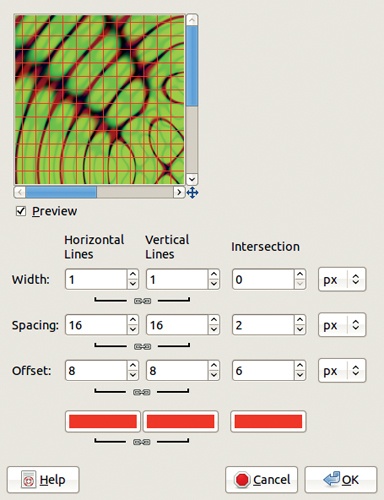 Preview
Horizontal Lines Vertical Lines Intersection
Width: 1 1 0 px
Spacing: 16 16 2 px
Offset: 8 8 6 px
Help Cancel OK